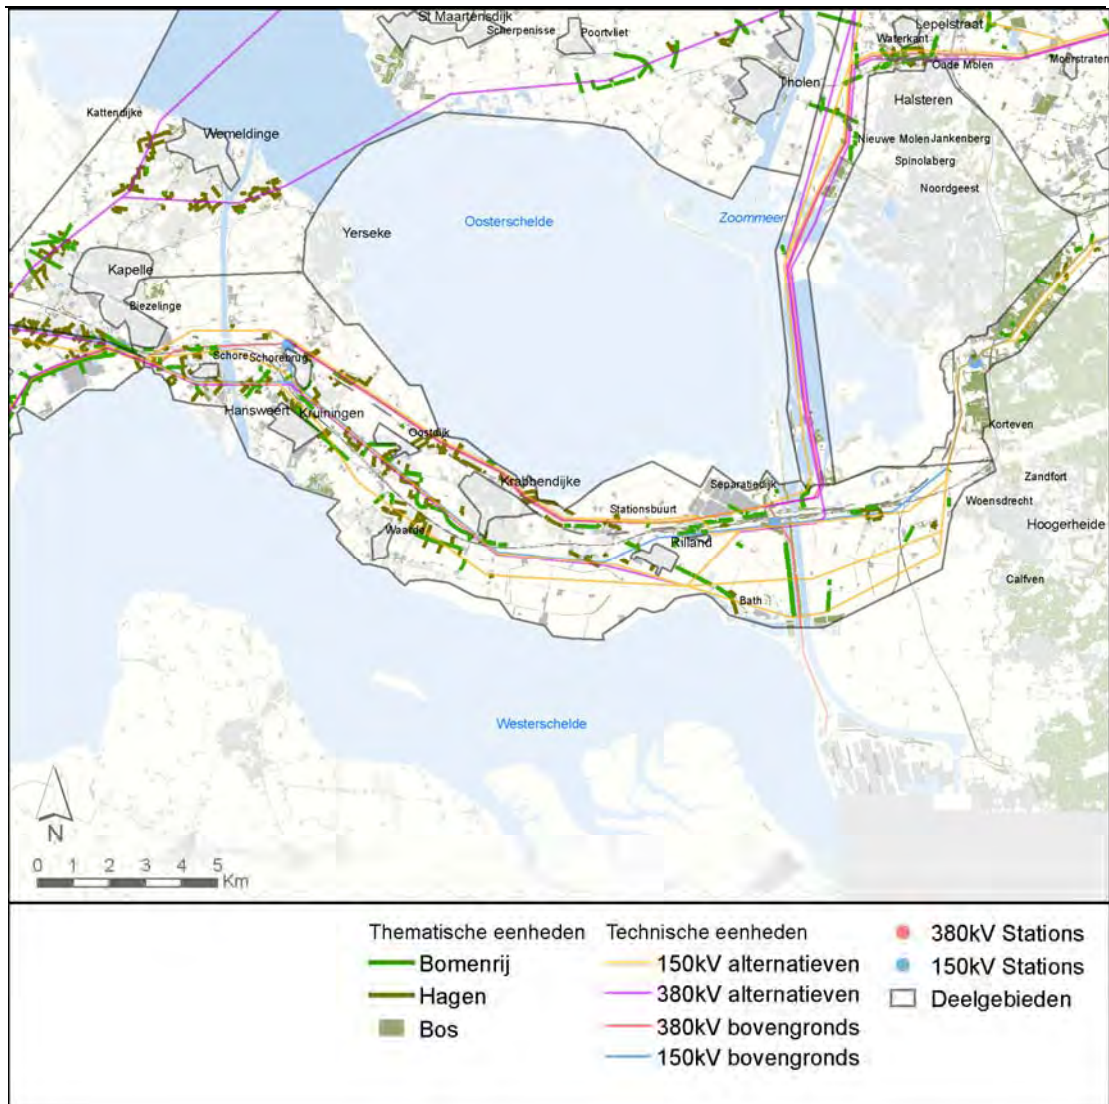 St Maartensdijk
Scherpenisse
Poortvliet
Lepelstraat
Waterkant
Oude Molen
Moerstraten
Tholen
Halsteren
Kattendijke
Wemeldinge
Nieuwe Molen
Jankenberg
Spinolaberg
Noordgeest
Oosterschelde
Zoommeer
Yerseke
Kapelle
Biezelinge
Schore
Schorebrug
Hansweert
Kruiningen
Oostdijk
Korteven
Krabbendijke
Separatiedijk
Zandfort
Stationsbuurt
Woensdrecht
Hoogerheide
Waarde
Rilland
Calfven
Bath
Westerschelde
N
0 1 2 3 4 5
Km
Thematische eenheden
Bomenrij
Hagen
Bos
Technische eenheden
150kV alternatieven
380kV alternatieven
380kV bovengronds
150kV bovengronds
380kV Stations
150kV Stations
Deelgebieden